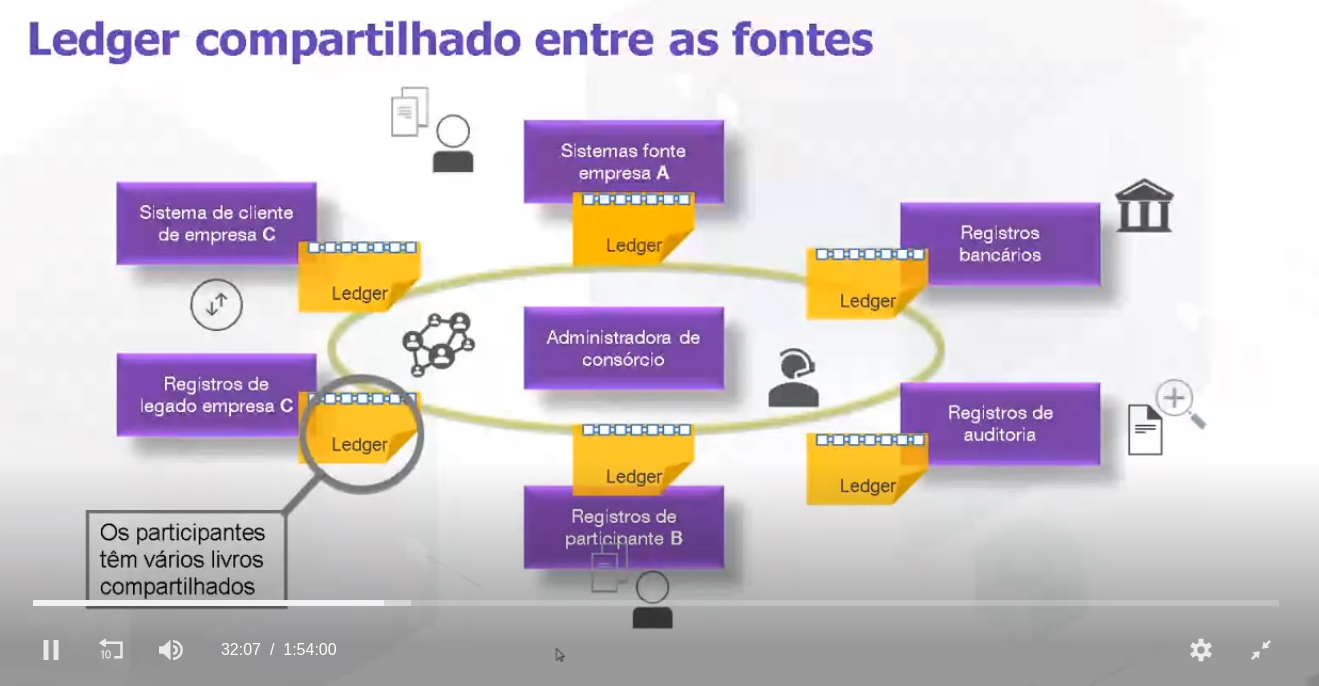 Ledger compartilhado entre as fontes
Sistemas fonte
empresa A
Ledger
Sistema de cliente
de empresa C
Ledger
Registros
bancários
Ledger
Administradora de
consórcio
Registros de
legado empresa C
Ledger
Registros de
auditoria
Ledger
Ledger
Registros de
participante B
Os participantes
têm vários livros
compartilhados
10
32:07 / 1:54:00